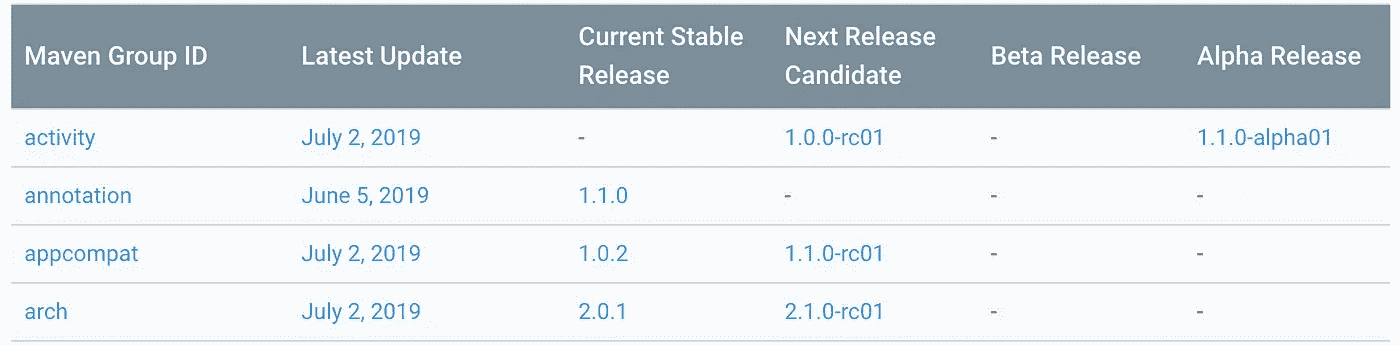 Maven Group ID Latest Update Current Stable Release Next Release Candidate Beta Release Alpha Release
activity July 2, 2019 - 1.0.0-rc01 - 1.1.0-alpha01
annotation June 5, 2019 1.1.0 - - -
appcompat July 2, 2019 1.0.2 1.1.0-rc01 - -
arch July 2, 2019 2.0.1 2.1.0-rc01 - -